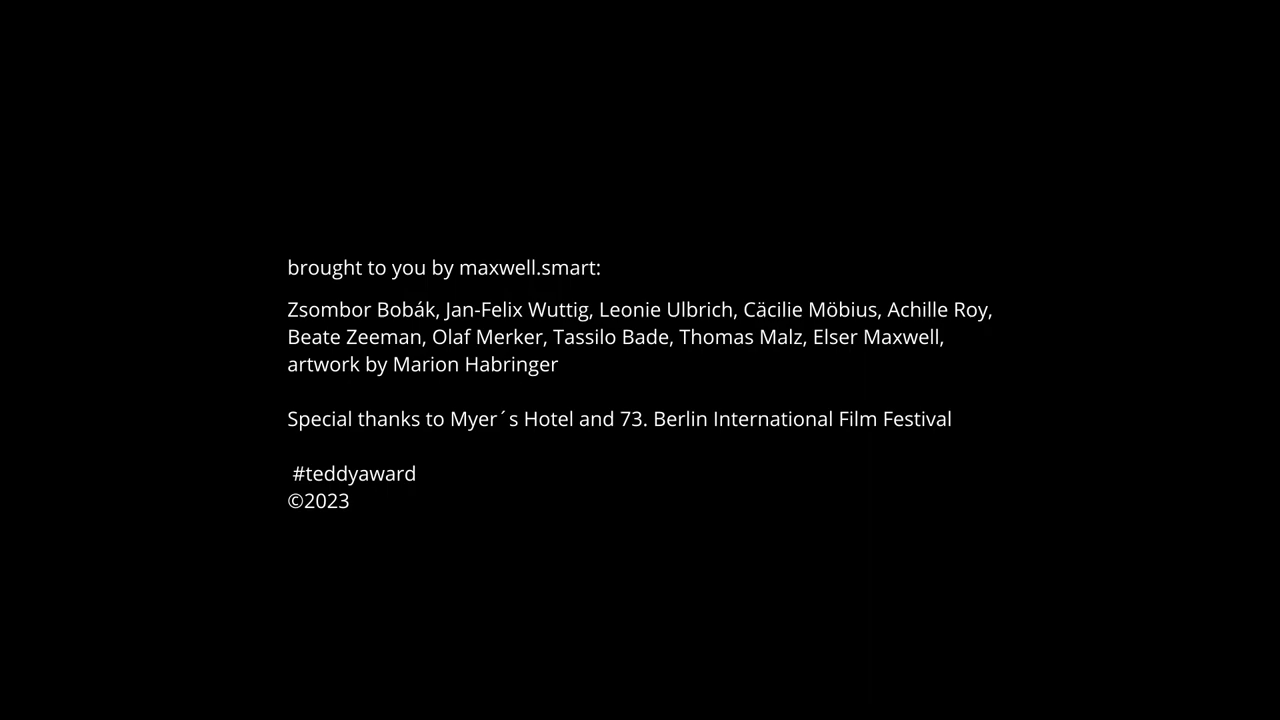 brought to you by maxwell.smart:
Zsombor Bobák, Jan-Felix Wuttig, Leonie Ulbrich, Cäcilie Möbius, Achille Roy,
Beate Zeeman, Olaf Merker, Tassilo Bade, Thomas Malz, Elser Maxwell,
artwork by Marion Habringer
Special thanks to Myer´s Hotel and 73. Berlin International Film Festival
#teddyaward
©2023